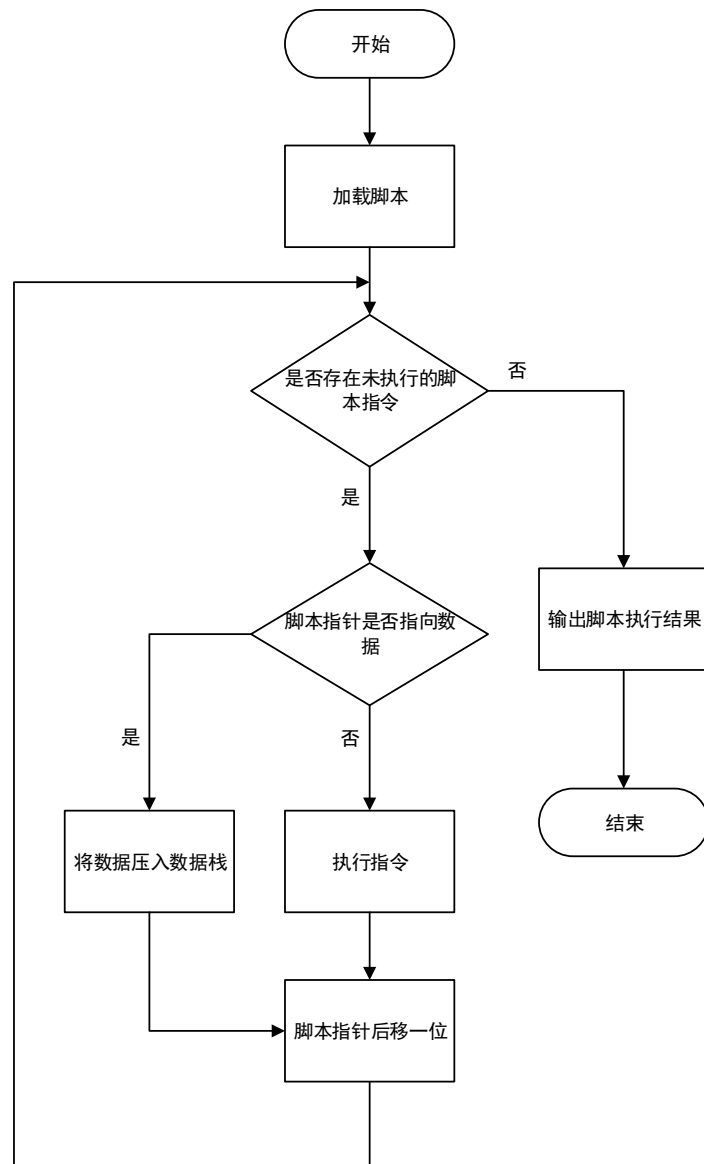 开始
加载脚本
是否存在未执行的脚
本指令
否
是
脚本指针是否指向数
据
输出脚本执行结果
是
否
结束
将数据压入数据栈
执行指令
脚本指针后移一位